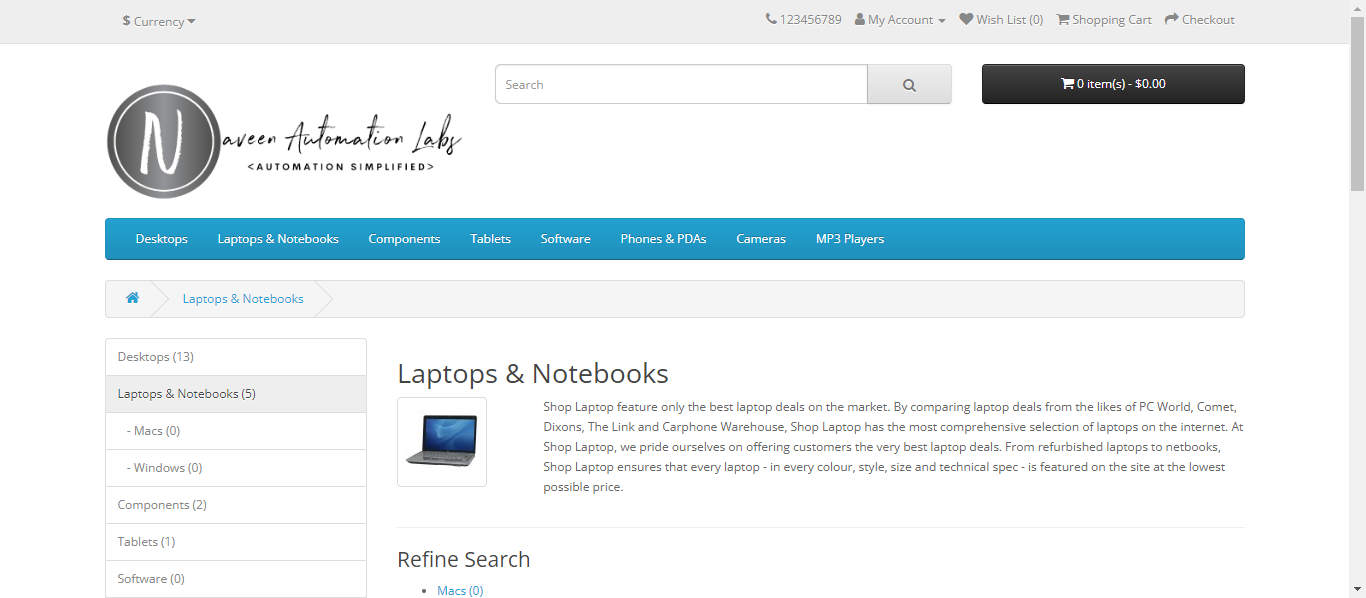 $ Currency
123456789 My Account Wish List (0) Shopping Cart Checkout
Search
0 item(s) - $0.00
N
aveen Automation Labs
<AUTOMATION SIMPLIFIED>
Desktops Laptops & Notebooks Components Tablets Software Phones & PDAs Cameras MP3 Players
Laptops & Notebooks
Desktops (13)
Laptops & Notebooks (5)
- Macs (0)
- Windows (0)
Components (2)
Tablets (1)
Software (0)
Laptops & Notebooks
Shop Laptop feature only the best laptop deals on the market. By comparing laptop deals from the likes of PC World, Comet,
Dixons, The Link and Carphone Warehouse, Shop Laptop has the most comprehensive selection of laptops on the internet. At
Shop Laptop, we pride ourselves on offering customers the very best laptop deals. From refurbished laptops to netbooks,
Shop Laptop ensures that every laptop - in every colour, style, size and technical spec - is featured on the site at the lowest
possible price.
Refine Search
• Macs (0)